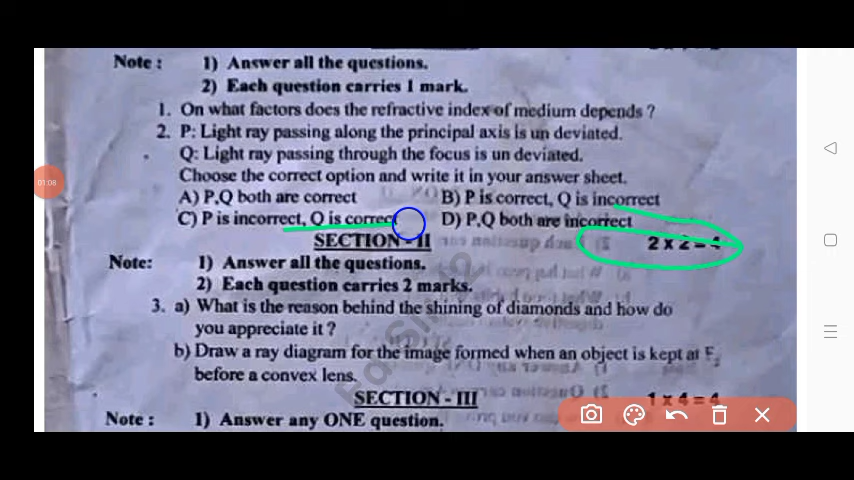 Note : 1) Answer all the questions.
2) Each question carries 1 mark.
1. On what factors does the refractive index of medium depends ?
2. P: Light ray passing along the principal axis is un deviated.
Q: Light ray passing through the focus is un deviated.
Choose the correct option and write it in your answer sheet.
A) P,Q both are correct B) P is correct, Q is incorrect
C) P is incorrect, Q is correct D) P,Q both are incorrect
SECTION - II 2 x 2 = 4
Note: 1) Answer all the questions.
2) Each question carries 2 marks.
3. a) What is the reason behind the shining of diamonds and how do
you appreciate it ?
b) Draw a ray diagram for the image formed when an object is kept at F2
before a convex lens.
SECTION - III 1 x 4 = 4
Note : 1) Answer any ONE question.
01:08